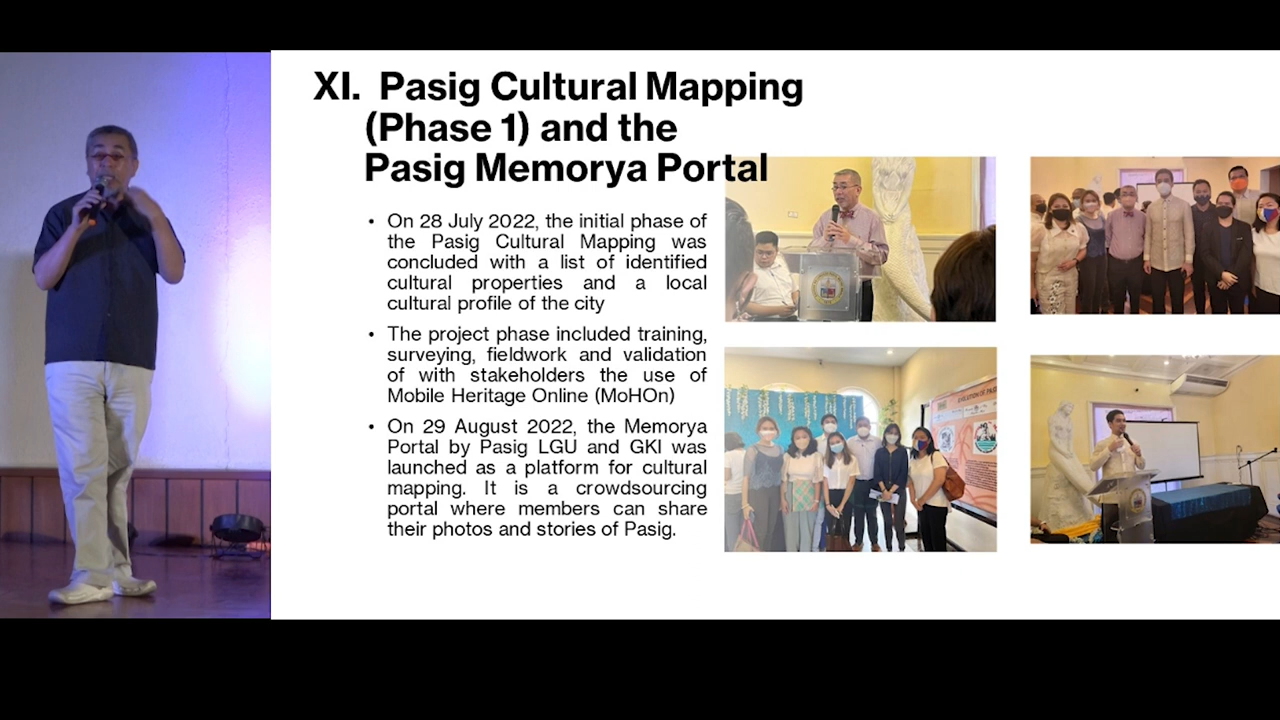 XI. Pasig Cultural Mapping
(Phase 1) and the
Pasig Memorya Portal
• On 28 July 2022, the initial phase of
the Pasig Cultural Mapping was
concluded with a list of identified
cultural properties and a local
cultural profile of the city
• The project phase included training,
surveying, fieldwork and validation
of with stakeholders the use of
Mobile Heritage Online (MoHOn)
• On 29 August 2022, the Memorya
Portal by Pasig LGU and GKI was
launched as a platform for cultural
mapping. It is a crowdsourcing
portal where members can share
their photos and stories of Pasig.